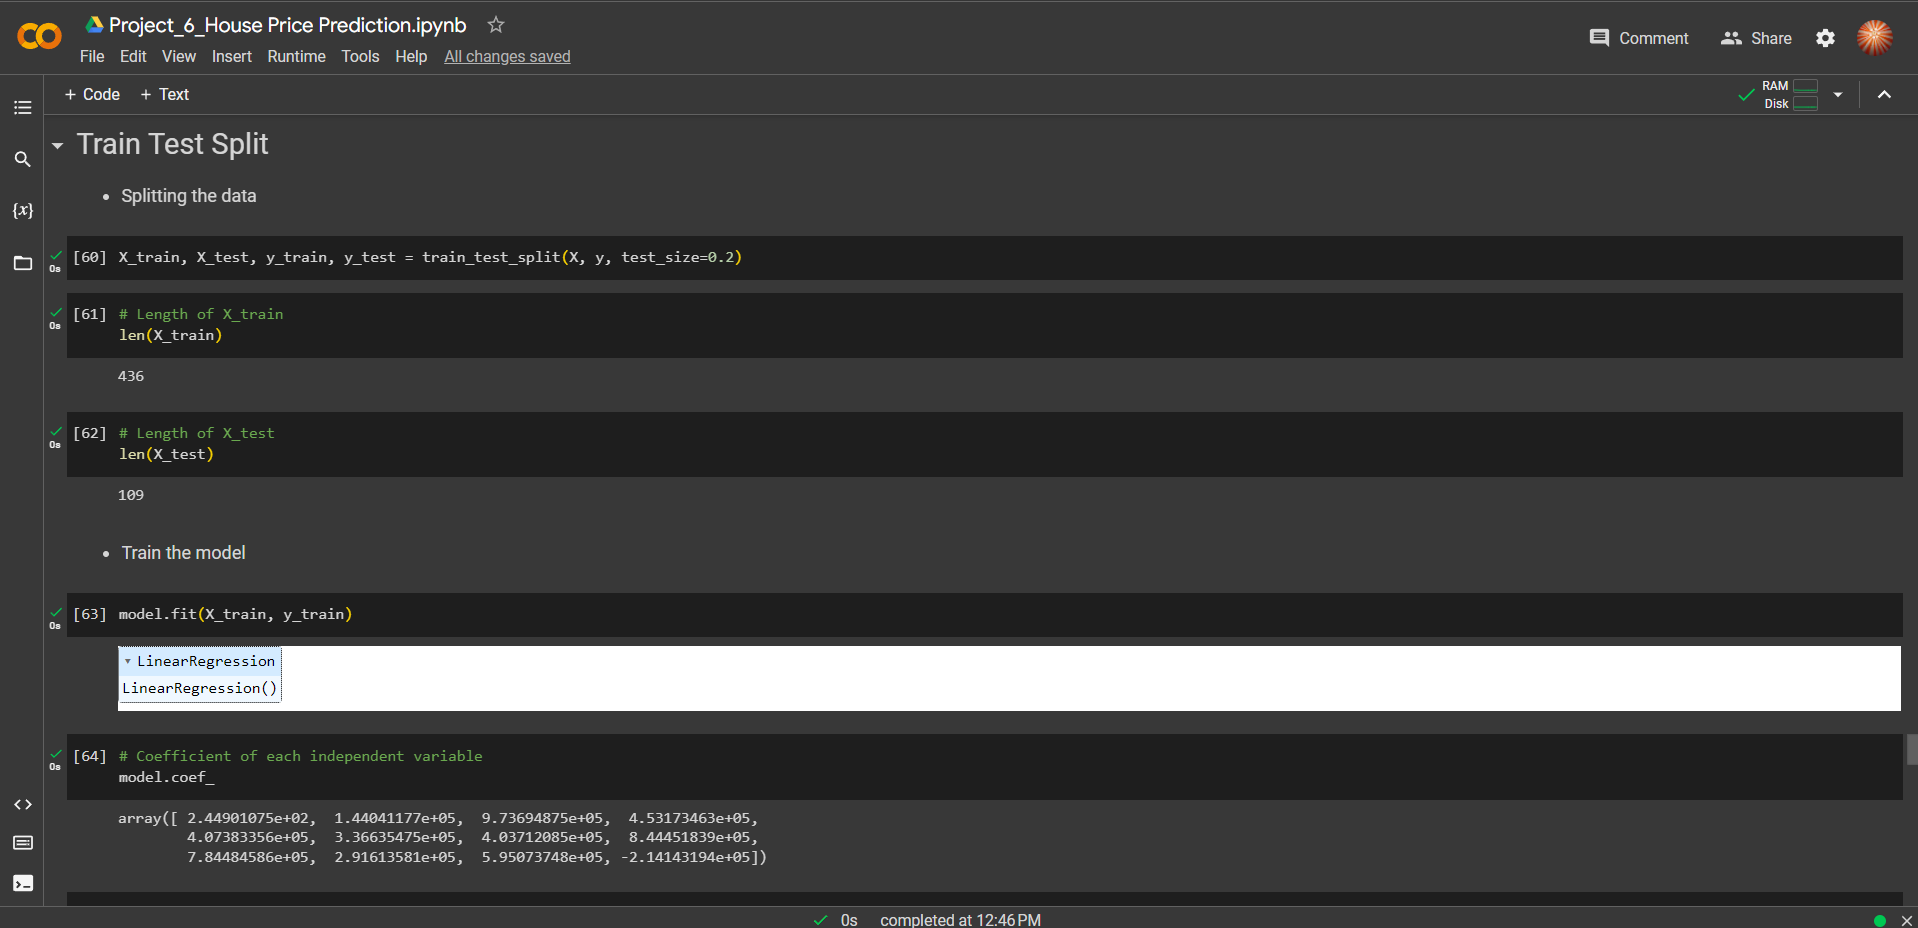 Project_6_House Price Prediction.ipynb
File Edit View Insert Runtime Tools Help All changes saved
Comment Share
+ Code + Text
RAM
Disk
Train Test Split
• Splitting the data
{x}
[60] X_train, X_test, y_train, y_test = train_test_split(X, y, test_size=0.2)
0s
[61] # Length of X_train
0s
len(X_train)
436
[62] # Length of X_test
0s
len(X_test)
109
• Train the model
[63] model.fit(X_train, y_train)
0s
LinearRegression
LinearRegression()
[64] # Coefficient of each independent variable
0s
model.coef_
array([ 2.44901075e+02, 1.44041177e+05, 9.73694875e+05, 4.53173463e+05,
4.07383356e+05, 3.36635475e+05, 4.03712085e+05, 8.44451839e+05,
7.84484586e+05, 2.91613581e+05, 5.95073748e+05, -2.14143194e+05])
0s completed at 12:46 PM